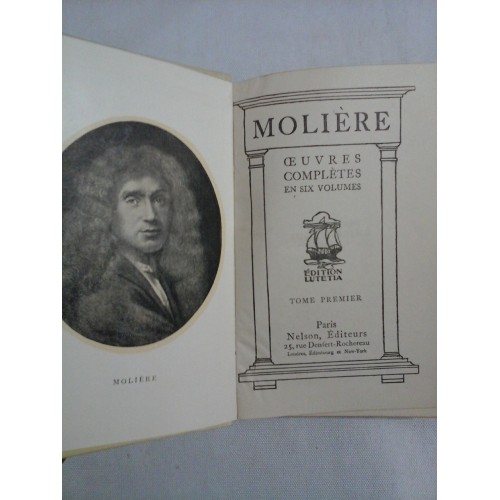 MOLIÈRE
MOLIÈRE
ŒUVRES
COMPLÈTES
EN SIX VOLUMES
ÉDITION
LUTETIA
TOME PREMIER
Paris
Nelson, Éditeurs
25, rue Denfert-Rochereau
Londres, Édimbourg et New-York